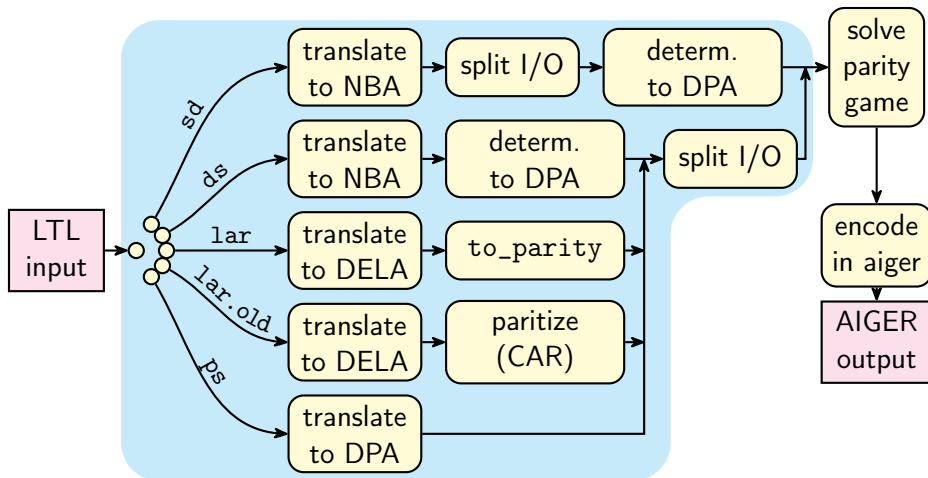 LTL
input
sd
ds
lar
lar.old
ps
translate
to NBA
split I/O
determ.
to DPA
translate
to NBA
determ.
to DPA
split I/O
translate
to DELA
to_parity
translate
to DELA
paritize
(CAR)
translate
to DPA
solve
parity
game
encode
in aiger
AIGER
output